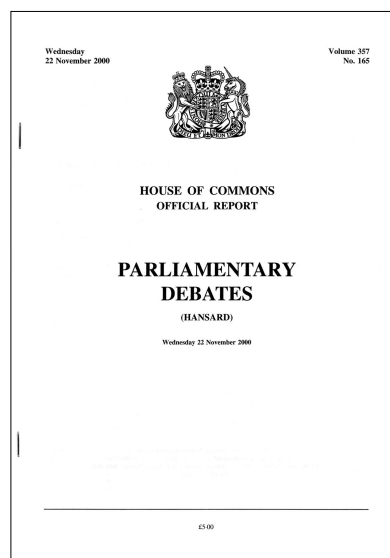 Wednesday
22 November 2000
Volume 357
No. 165
HOUSE OF COMMONS
OFFICIAL REPORT
PARLIAMENTARY
DEBATES
(HANSARD)
Wednesday 22 November 2000
£5·00